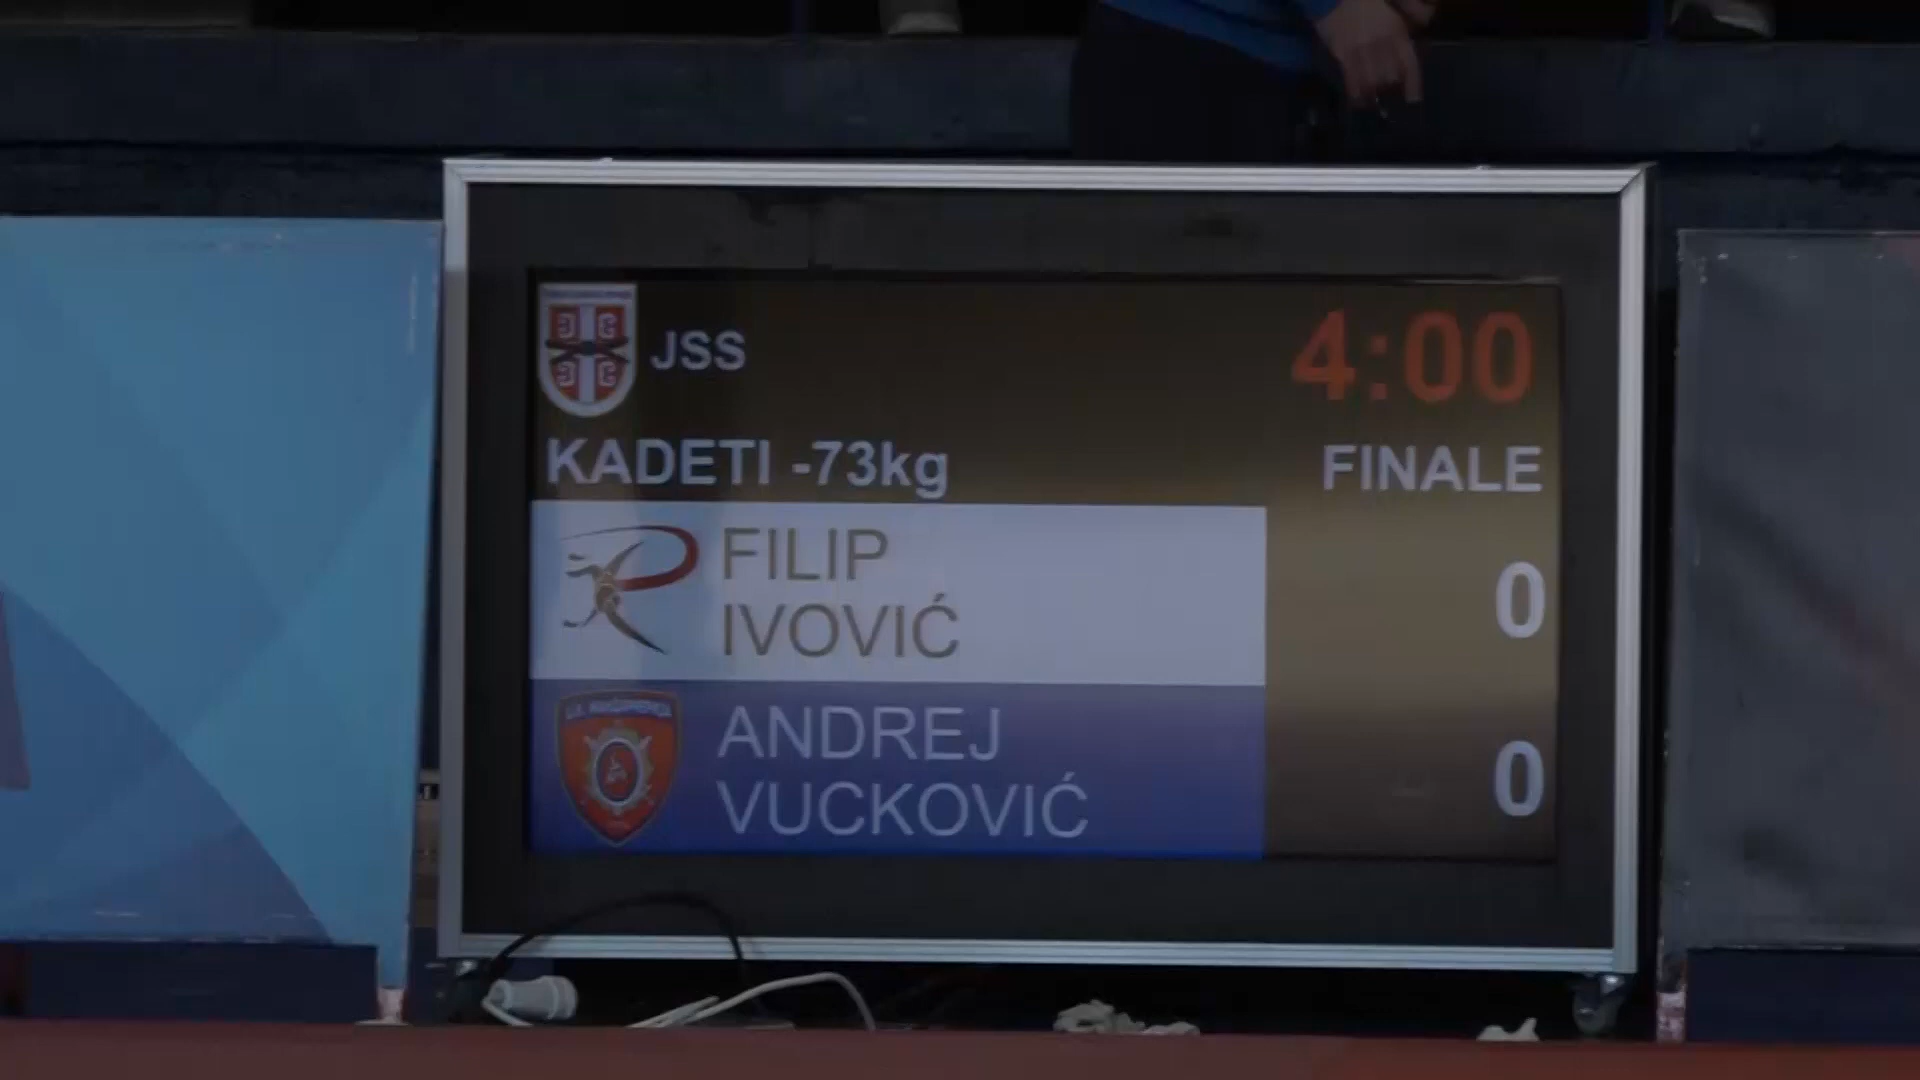 JSS
4:00
KADETI -73kg
FINALE
FILIP
IVOVIĆ
0
ANDREJ
VUCKOVIĆ
0